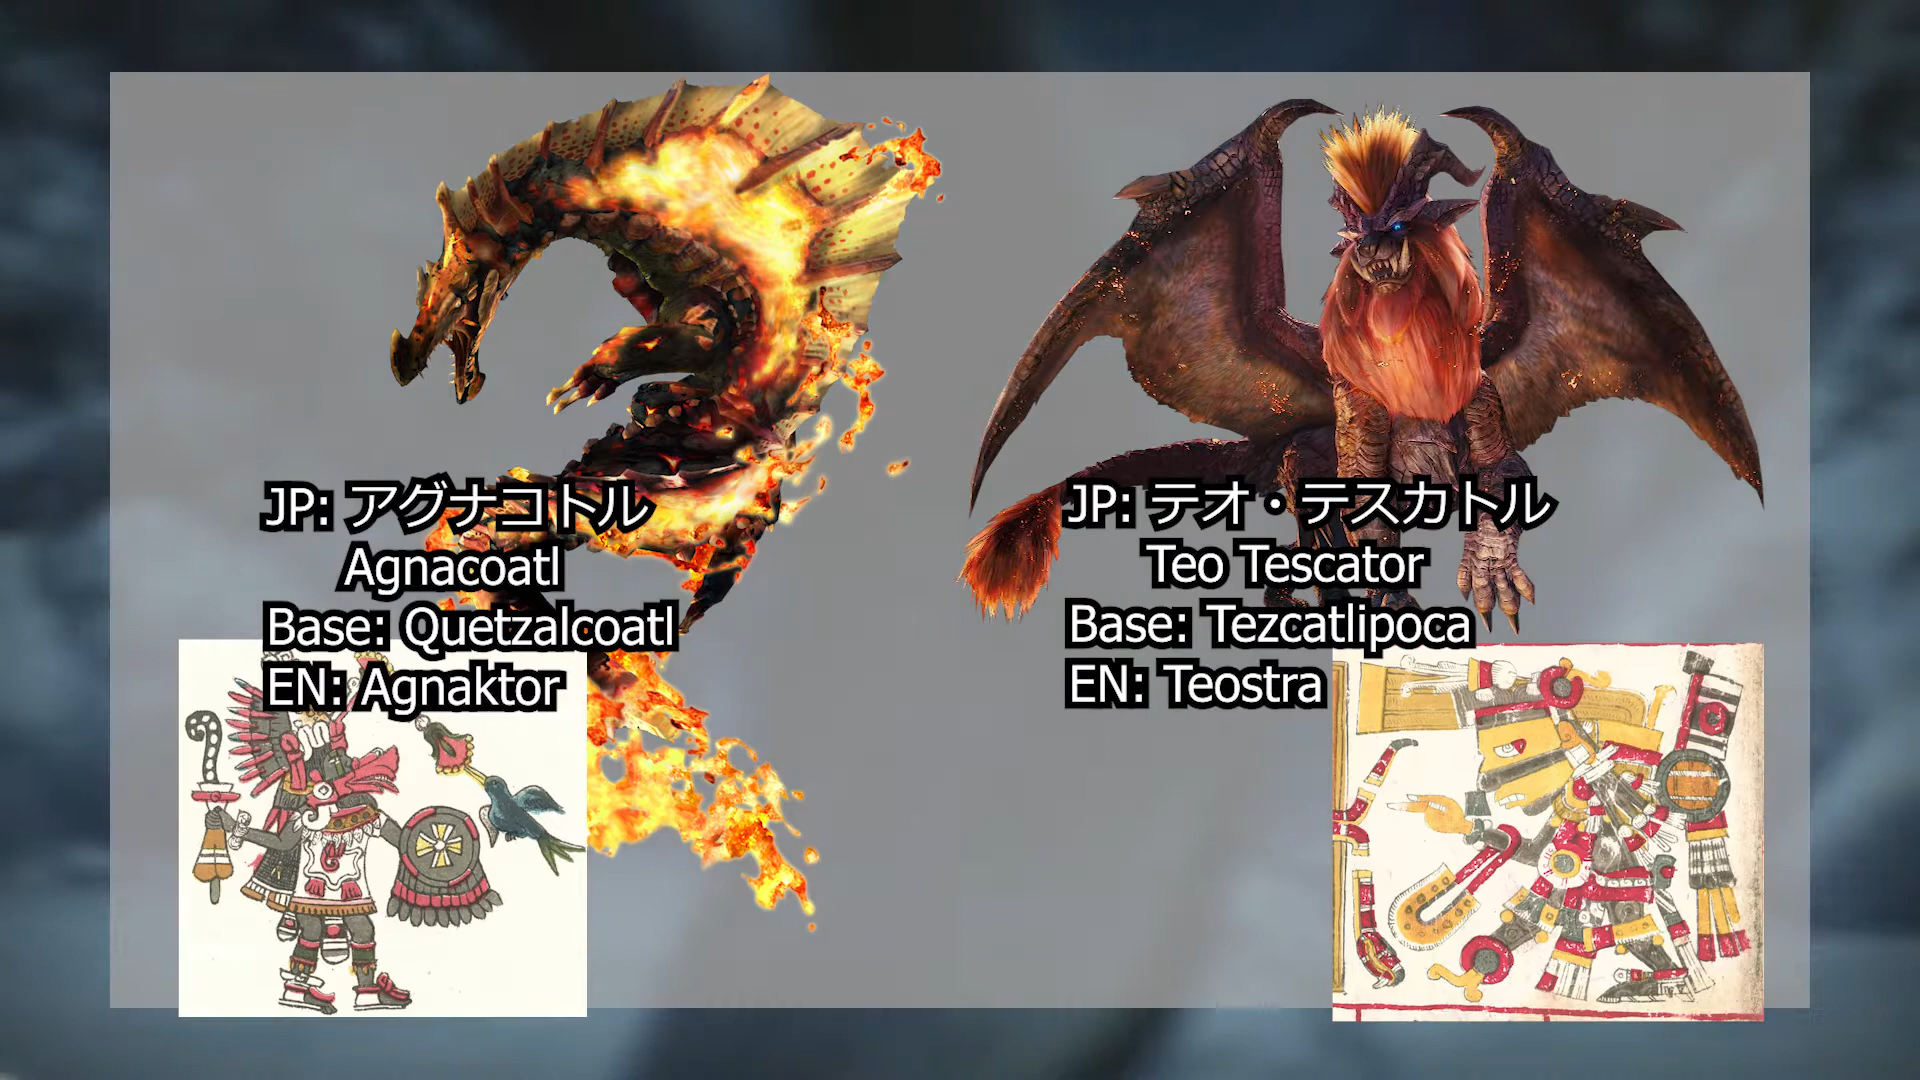 JP: アグナコトル
Agnacoatl
Base: Quetzalcoatl
EN: Agnaktor
JP: テオ・テスカトル
Teo Tescator
Base: Tezcatlipoca
EN: Teostra